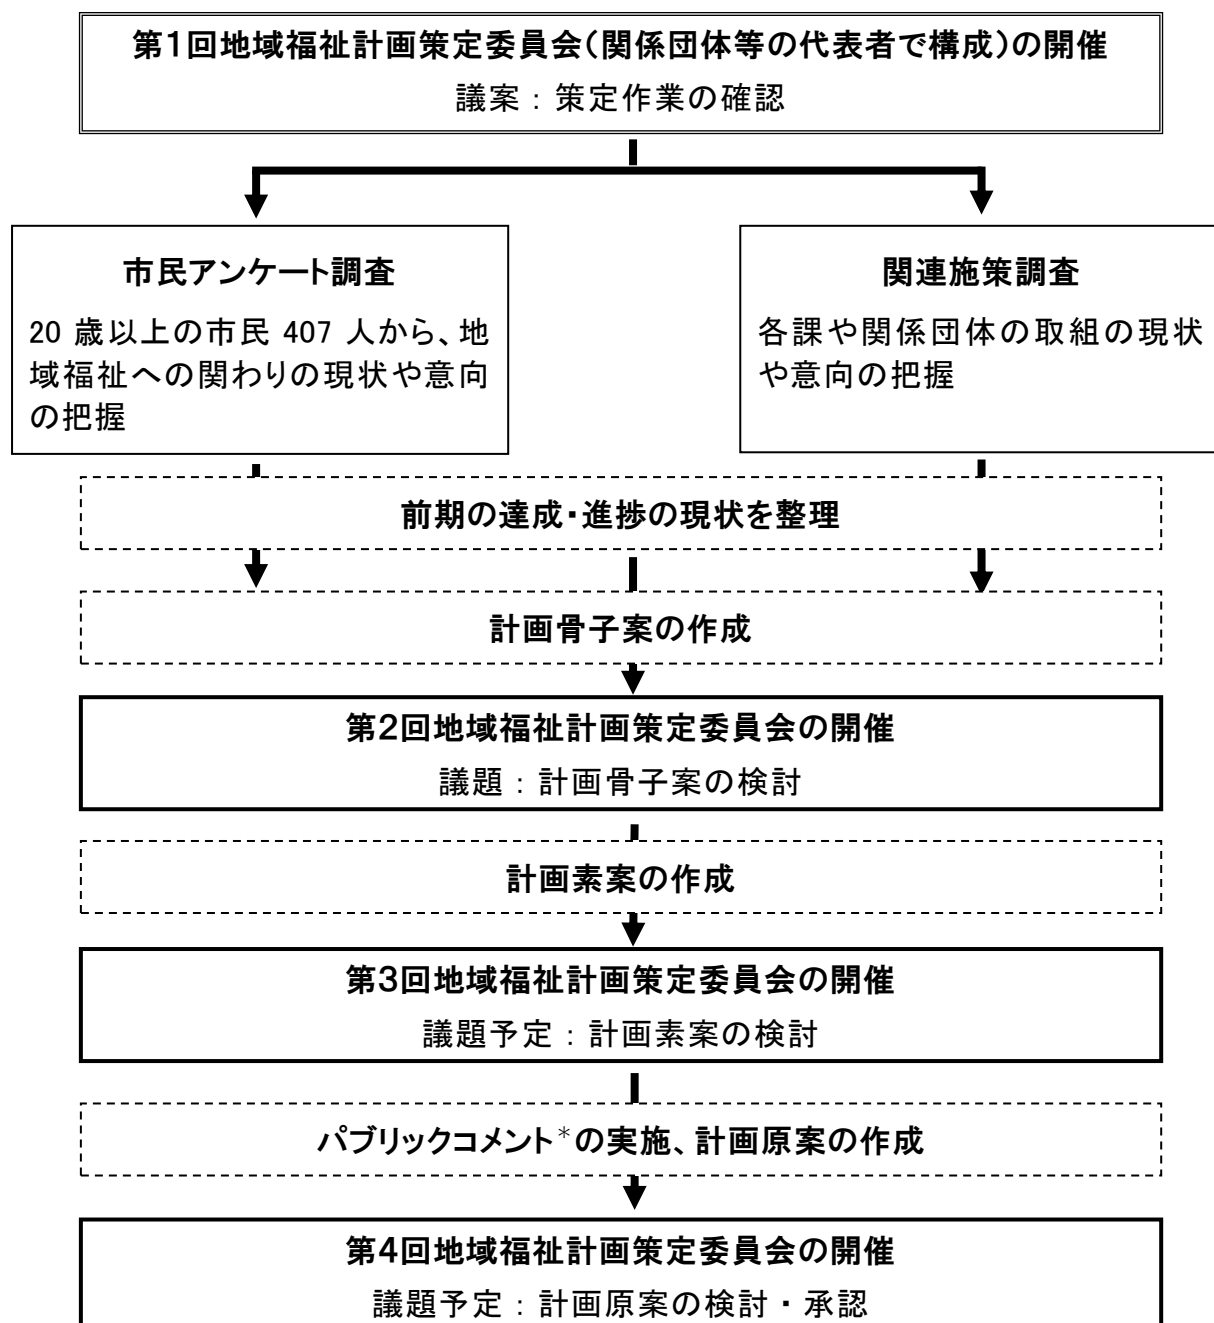 第1回地域福祉計画策定委員会(関係団体等の代表者で構成)の開催
議案：策定作業の確認
市民アンケート調査
20 歳以上の市民 407 人から、地
域福祉への関わりの現状や意向
の把握
関連施策調査
各課や関係団体の取組の現状
や意向の把握
前期の達成・進捗の現状を整理
計画骨子案の作成
第2回地域福祉計画策定委員会の開催
議題：計画骨子案の検討
計画素案の作成
第3回地域福祉計画策定委員会の開催
議題予定：計画素案の検討
パブリックコメント*の実施、計画原案の作成
第4回地域福祉計画策定委員会の開催
議題予定：計画原案の検討・承認